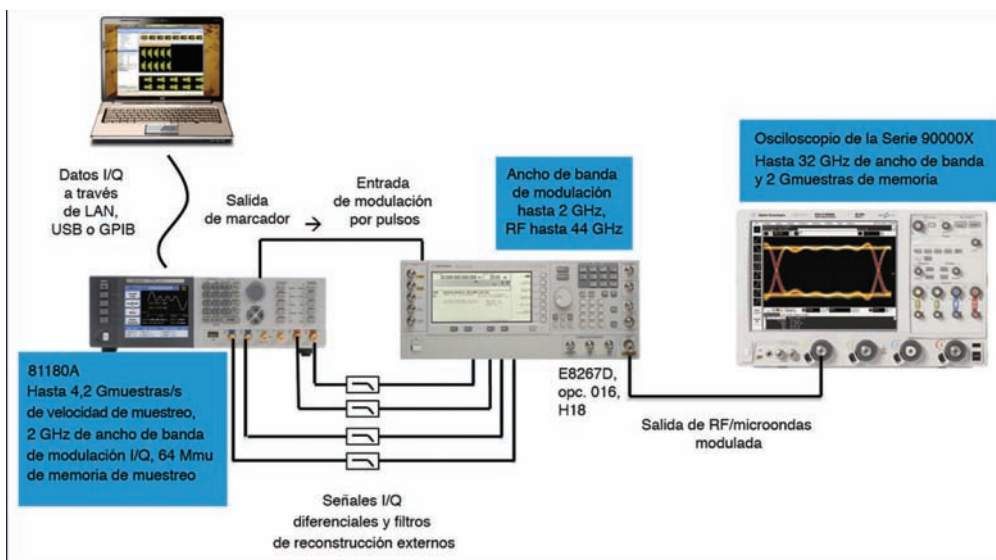 Datos I/Q
a través
de LAN,
USB o GPIB
Salida
de marcador
Entrada
de modulación
por pulsos
Ancho de banda
de modulación
hasta 2 GHz,
RF hasta 44 GHz
Osciloscopio de la Serie 90000X
Hasta 32 GHz de ancho de banda
y 2 Gmuestras de memoria
81180A
Hasta 4,2 Gmuestras/s
de velocidad de muestreo,
2 GHz de ancho de banda
de modulación I/Q, 64 Mmu
de memoria de muestreo
E8267D,
opc. 016,
H18
Salida de RF/microondas
modulada
Señales I/Q
diferenciales y filtros
de reconstrucción externos